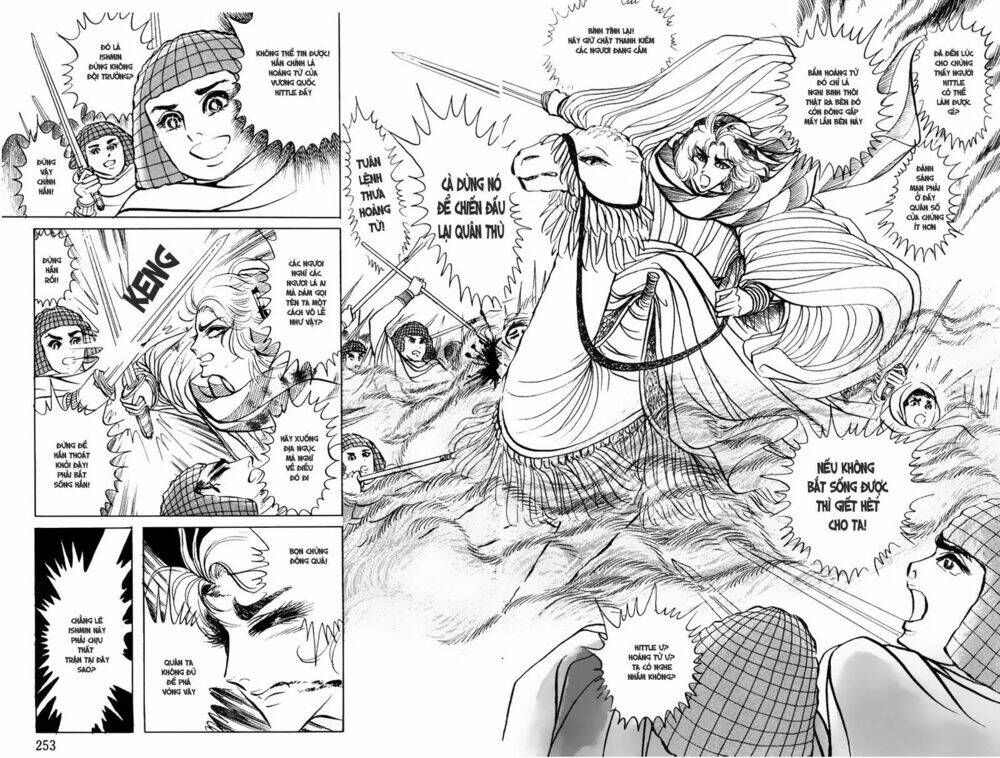 ĐÃ ĐẾN LÚC
CHO CHÚNG
THẤY NGƯỜI
HITTLE
CÓ THỂ
LÀM ĐƯỢC
GÌ?
ĐÁNH
SÀNG
MẠN PHẢI
Ở ĐẤY
QUÂN SỐ
CỦA CHÚNG
ÍT HƠN
BẨM HOÀNG TỬ
ĐÓ CHỈ LÀ
NGHI BINH THÔI
THẬT RA BÊN ĐÓ
CÒN ĐÔNG GẤP
MẤY LẦN BÊN NÀY
BÌNH TĨNH LẠI!
HÃY GIỮ CHẶT THANH KIẾM
CÁC NGƯƠI ĐANG CẦM
CẢ DÙNG NÓ
ĐỂ CHIẾN ĐẤU
LẠI QUÂN THÙ
TUÂN
LỆNH
THƯA
HOÀNG
TỬ!
NẾU KHÔNG
BẮT SỐNG ĐƯỢC
THÌ GIẾT HẾT
CHO TA!
HITTLE Ư?
HOÀNG TỬ Ư?
TA CÓ NGHE
NHẦM KHÔNG?
KHÔNG THỂ TIN ĐƯỢC!
HẮN CHÍNH LÀ
HOÀNG TỬ CỦA
VƯƠNG QUỐC
HITTLE ĐẤY
ĐÓ LÀ
ISHMIN
ĐÚNG KHÔNG
ĐỘI TRƯỞNG?
ĐÚNG
VẬY
CHÍNH
HẮN!
CÁC NGƯƠI
NGHĨ CÁC
NGƯƠI LÀ AI
MÀ DÁM GỌI
TÊN TA MỘT
CÁCH VÔ LỄ
NHƯ VẬY?
KENG
ĐÚNG
HẮN
RỒI!
HÃY XUỐNG
ĐỊA NGỤC
MÀ NGHĨ
VỀ ĐIỀU
ĐÓ ĐI
ĐỪNG ĐỂ
HẮN THOÁT
KHỎI ĐÂY!
PHẢI BẮT
SỐNG HẮN!
BỌN CHÚNG
ĐÔNG QUÁ!
QUÂN TA
KHÔNG ĐỦ
ĐỂ PHÁ
VÒNG VÂY
CHẲNG LẼ
ISHMIN NÀY
PHẢI CHỊU
THẤT
TRẬN TẠI ĐÂY
SAO?
253